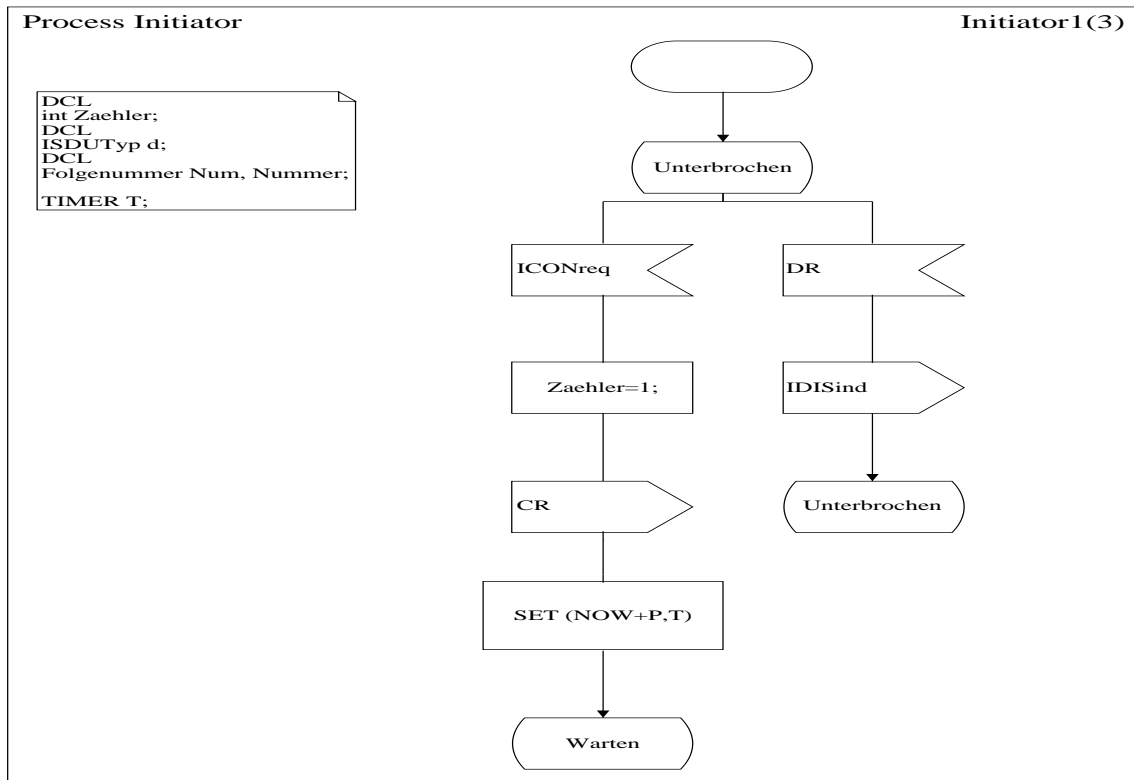 Process Initiator
Initiator1(3)
DCL
int Zaehler;
DCL
ISDUTyp d;
DCL
Folgenummer Num, Nummer;
TIMER T;
Unterbrochen
ICONreq
DR
Zaehler=1;
IDISind
CR
Unterbrochen
SET (NOW+P,T)
Warten